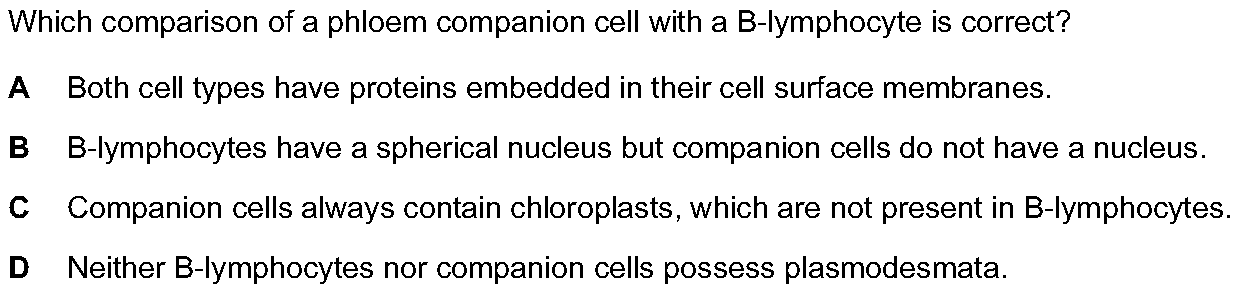 Which comparison of a phloem companion cell with a B-lymphocyte is correct?
A Both cell types have proteins embedded in their cell surface membranes.
B B-lymphocytes have a spherical nucleus but companion cells do not have a nucleus.
C Companion cells always contain chloroplasts, which are not present in B-lymphocytes.
D Neither B-lymphocytes nor companion cells possess plasmodesmata.